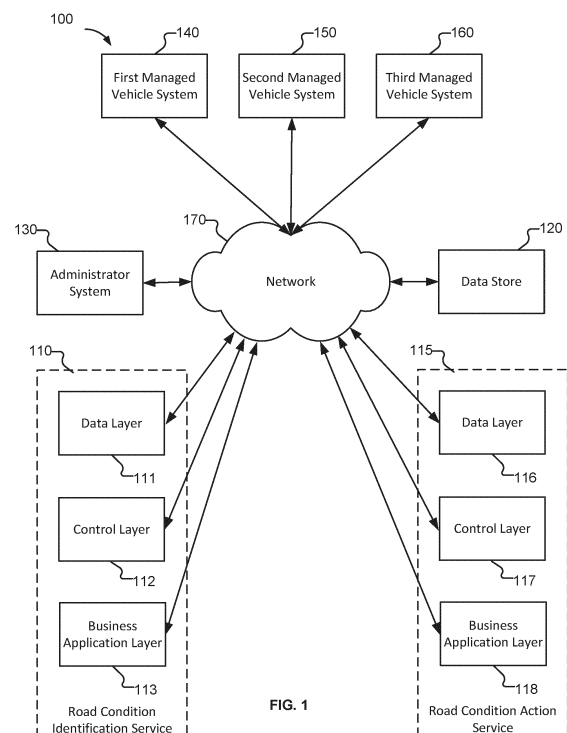 100
140
150
160
First Managed
Vehicle System
Second Managed
Vehicle System
Third Managed
Vehicle System
170
130
120
Administrator
System
Network
Data Store
110
115
Data Layer
111
Data Layer
116
Control Layer
112
Control Layer
117
Business
Application Layer
113
Business
Application Layer
118
Road Condition
Identification Service
FIG. 1
Road Condition Action
Service